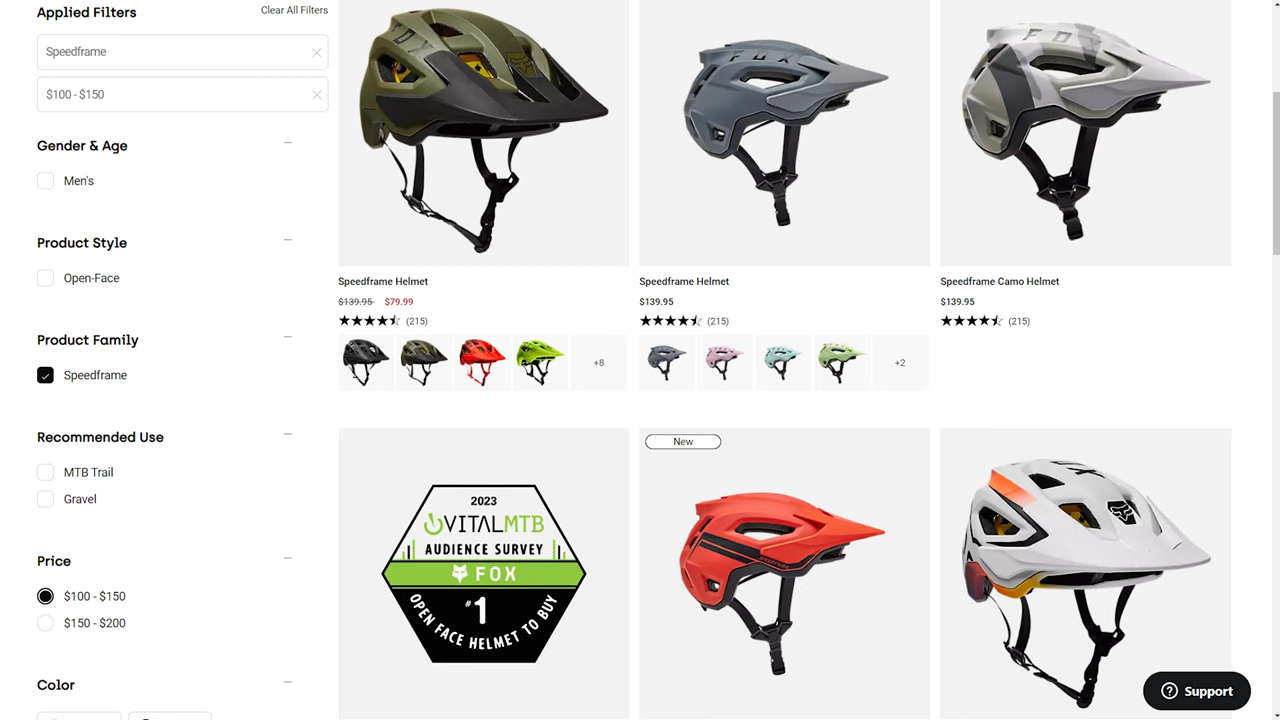 Applied Filters
Clear All Filters
Speedframe
$100 - $150
Gender & Age
Men's
Product Style
Open-Face
Product Family
Speedframe
Recommended Use
MTB Trail
Gravel
Price
$100 - $150
$150 - $200
Color
FOX
FOX
Speedframe Helmet
$139.95 $79.99
(215)
+8
Speedframe Helmet
$139.95
(215)
+2
Speedframe Camo Helmet
$139.95
(215)
2023
VITALMTB
AUDIENCE SURVEY
FOX
#1
OPEN FACE HELMET TO BUY
New
Support